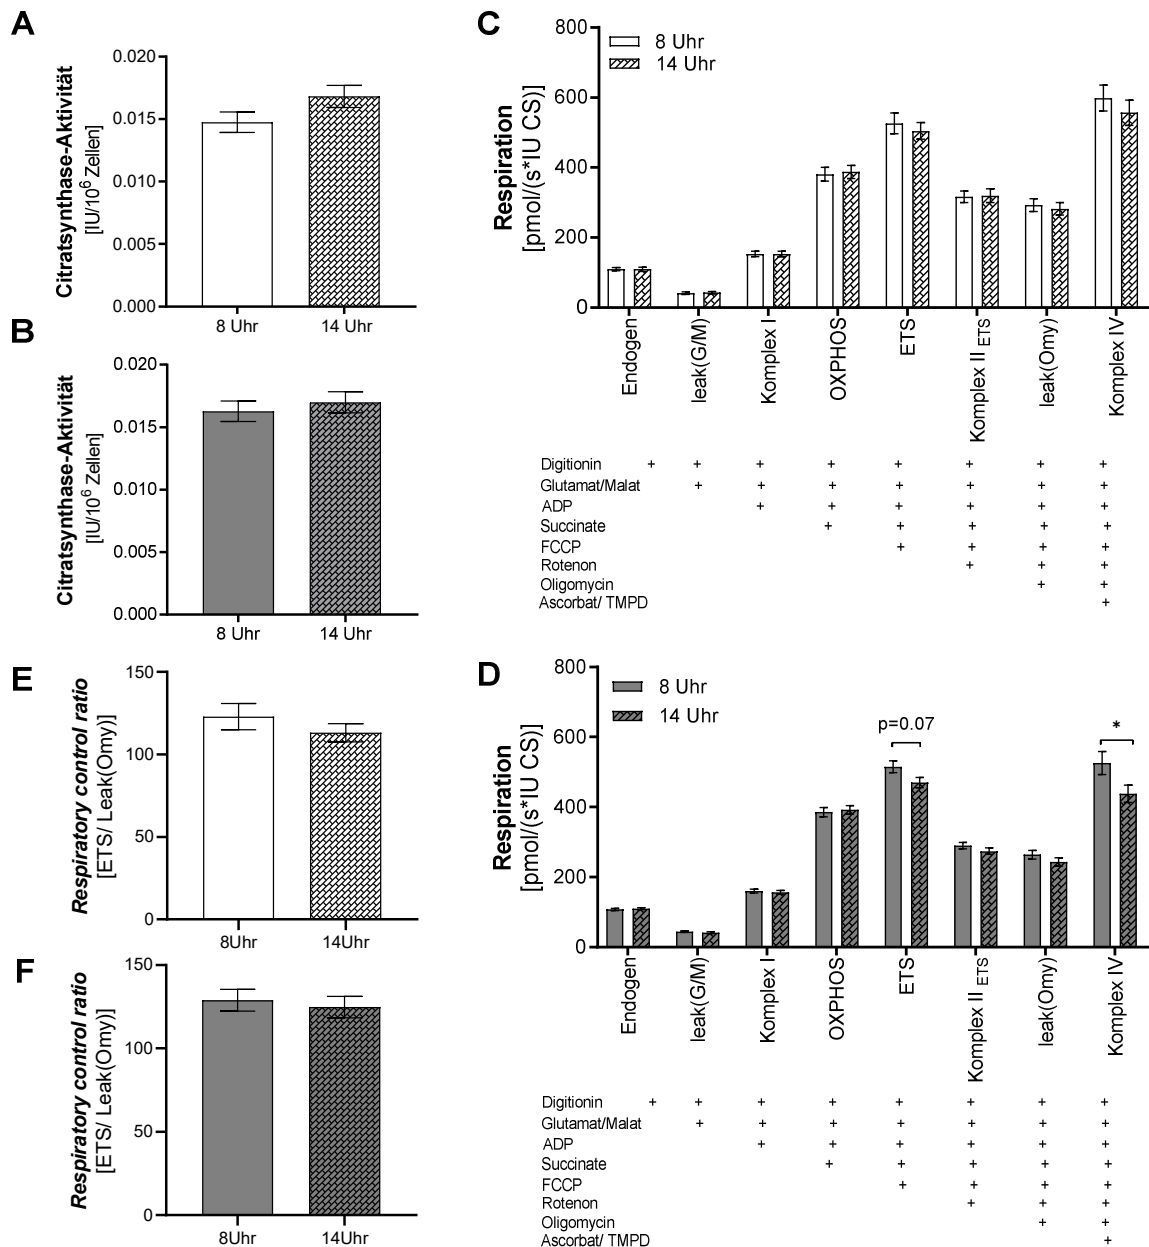 A
Citratsynthase-Aktivität
[IU/10⁶ Zellen]
0.020
0.015
0.010
0.005
0.000
8 Uhr 14 Uhr
B
Citratsynthase-Aktivität
[IU/10⁶ Zellen]
0.020
0.015
0.010
0.005
0.000
8 Uhr 14 Uhr
E
Respiratory control ratio
[ETS/ Leak(Omy)]
150
100
50
0
8Uhr 14Uhr
F
Respiratory control ratio
[ETS/ Leak(Omy)]
150
100
50
0
8Uhr 14Uhr
C
Respiration
[pmol/(s*IU CS)]
800
600
400
200
0
8 Uhr
14 Uhr
Endogen
leak(G/M)
Komplex I
OXPHOS
ETS
Komplex II ETS
leak(Omy)
Komplex IV
Digitionin + + + + + + + +
Glutamat/Malat + + + + + + +
ADP + + + + + +
Succinate + + + + +
FCCP + + + +
Rotenon + + +
Oligomycin + +
Ascorbat/ TMPD +
D
Respiration
[pmol/(s*IU CS)]
800
600
400
200
0
8 Uhr
14 Uhr
p=0.07
*
Endogen
leak(G/M)
Komplex I
OXPHOS
ETS
Komplex II ETS
leak(Omy)
Komplex IV
Digitionin + + + + + + + +
Glutamat/Malat + + + + + + +
ADP + + + + + +
Succinate + + + + +
FCCP + + + +
Rotenon + + +
Oligomycin + +
Ascorbat/ TMPD +